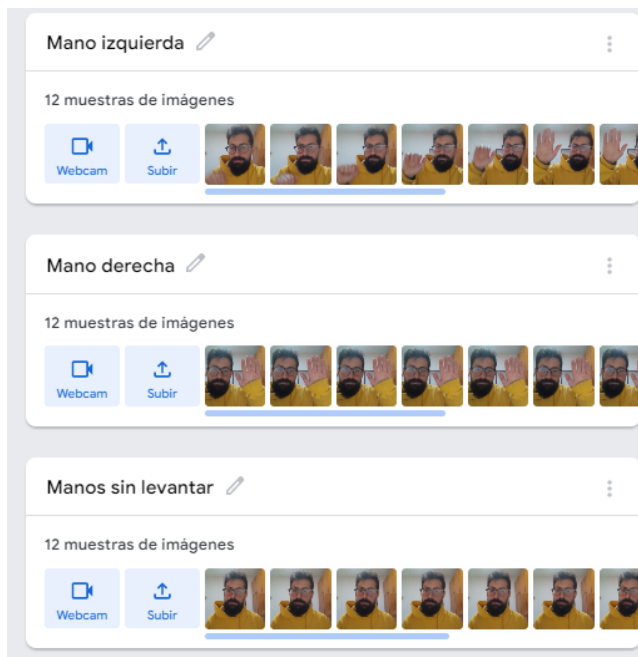 Mano izquierda
12 muestras de imágenes
Webcam Subir
Mano derecha
12 muestras de imágenes
Webcam Subir
Manos sin levantar
12 muestras de imágenes
Webcam Subir